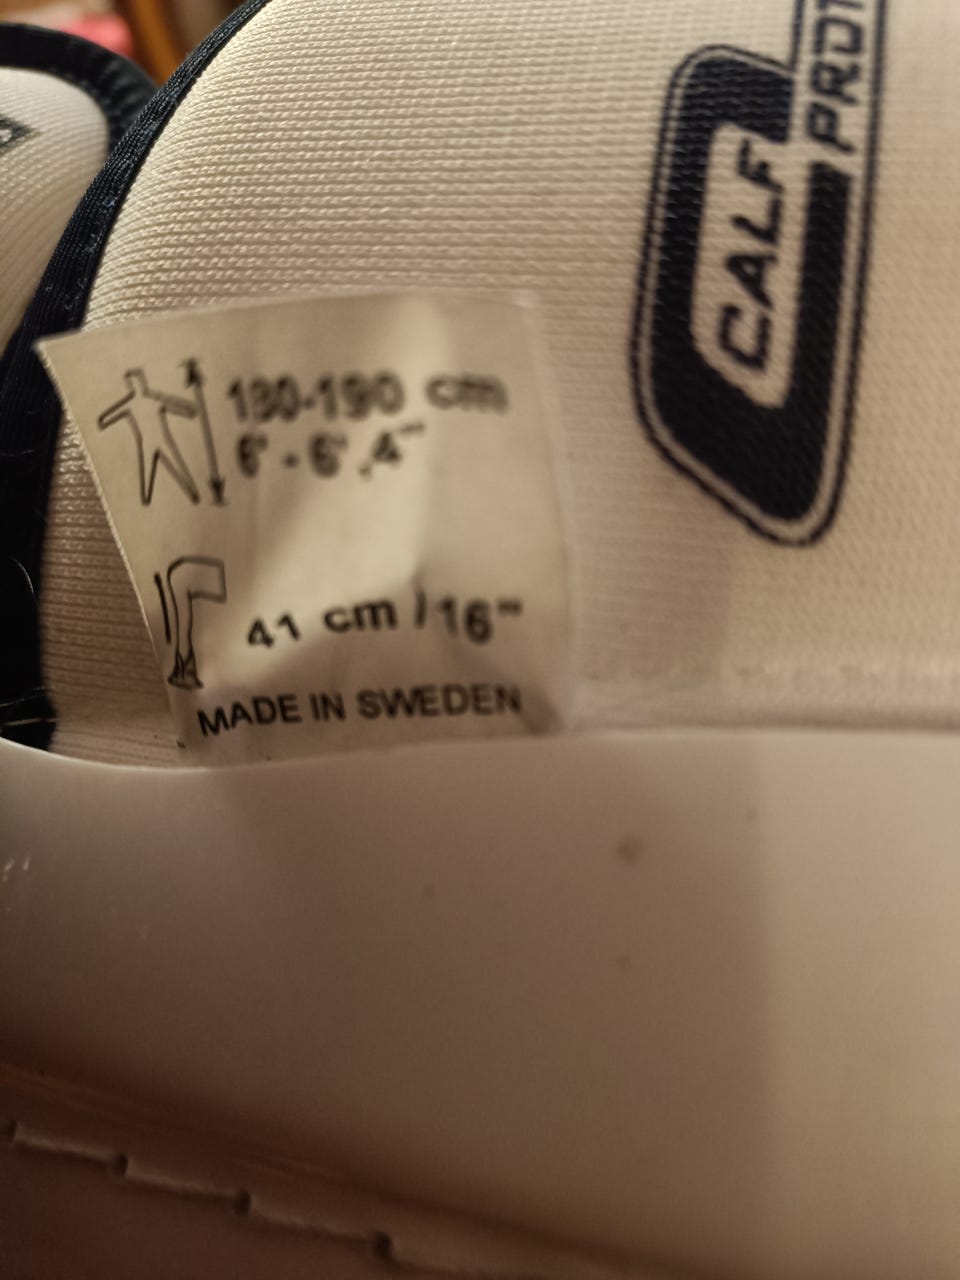 CALF
PROT
180-190 cm
6' - 6',4"
41 cm / 16"
MADE IN SWEDEN